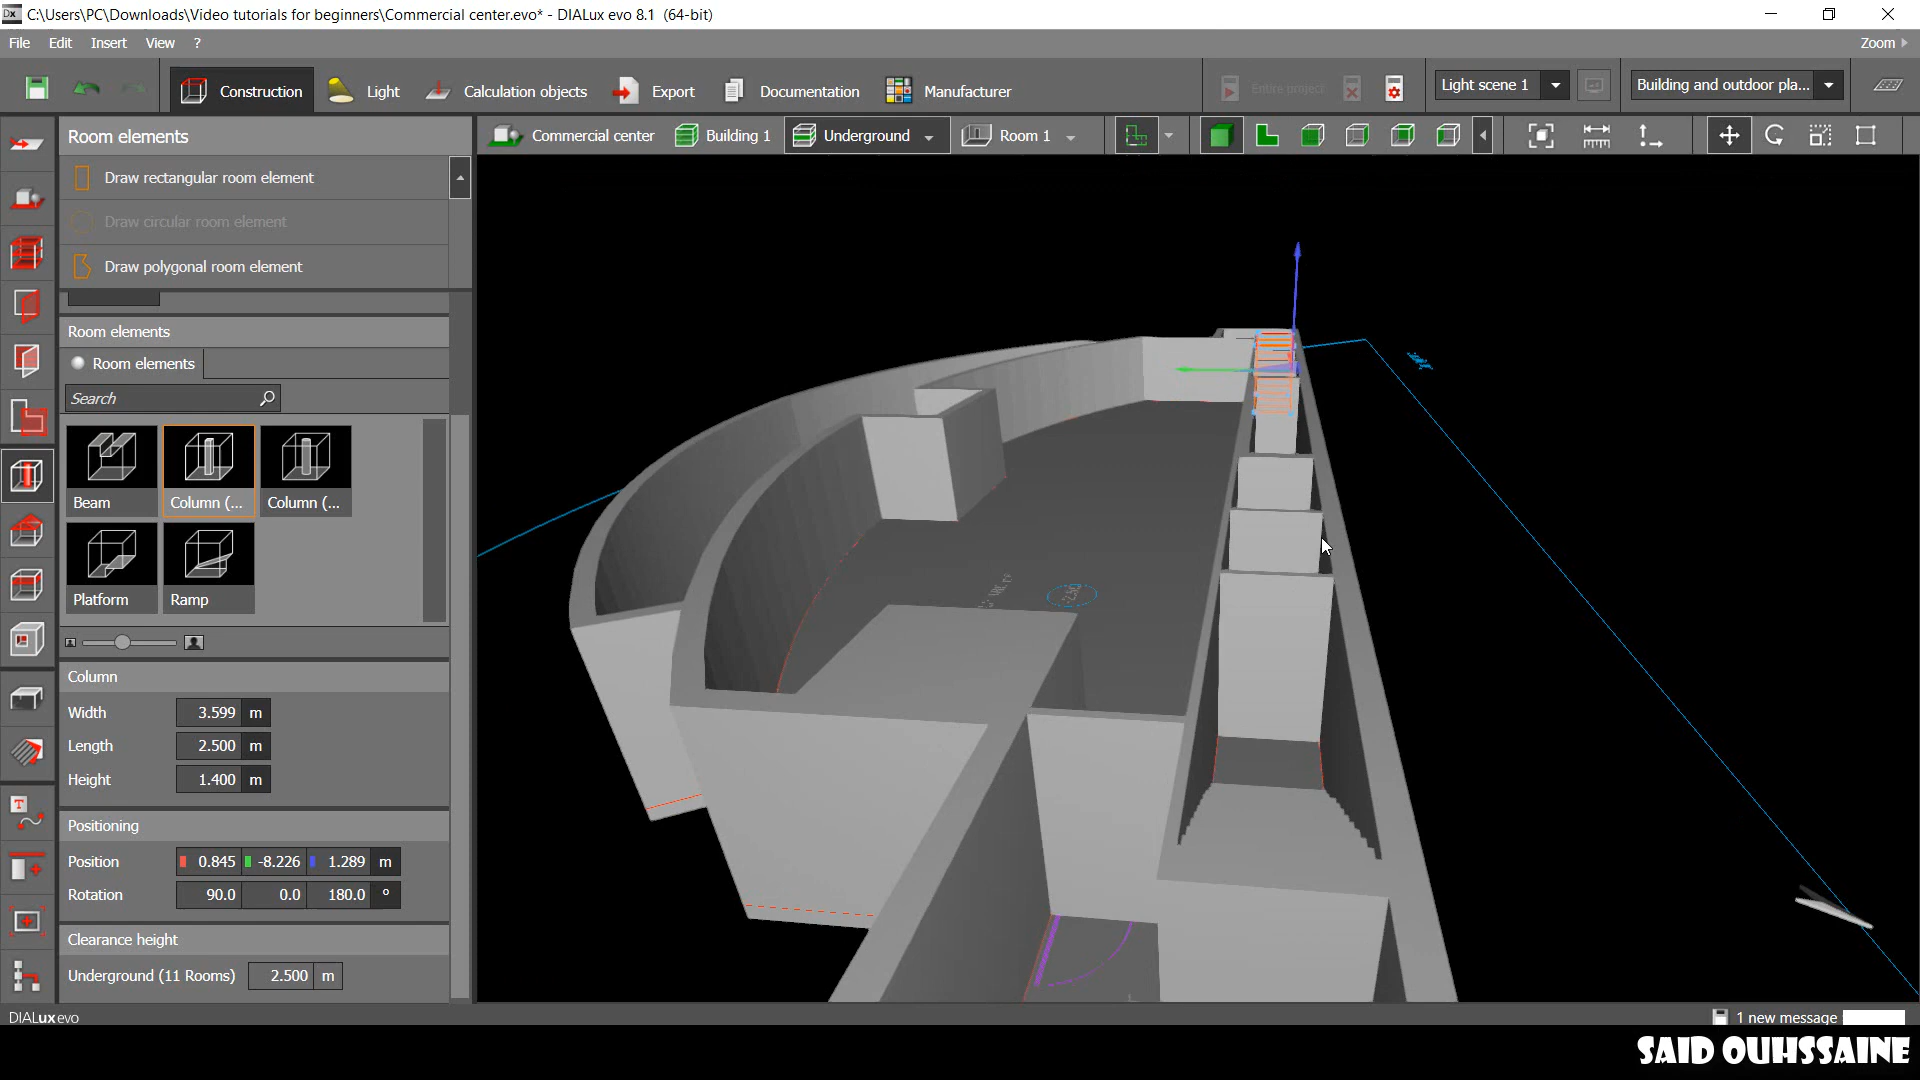 C:\Users\PC\Downloads\Video tutorials for beginners\Commercial center.evo* - DIALux evo 8.1 (64-bit)
File Edit Insert View ?
Zoom
Construction Light Calculation objects Export Documentation Manufacturer
Entire project
Light scene 1
Building and outdoor pla...
Room elements
Commercial center Building 1 Underground Room 1
Draw rectangular room element
Draw circular room element
Draw polygonal room element
Room elements
Room elements
Search
Beam Column (... Column (...
Platform Ramp
Column
Width 3.599 m
Length 2.500 m
Height 1.400 m
Positioning
Position 0.845 -8.226 1.289 m
Rotation 90.0 0.0 180.0 °
Clearance height
Underground (11 Rooms) 2.500 m
DIALux evo
1 new message
SAID OUHSSAINE